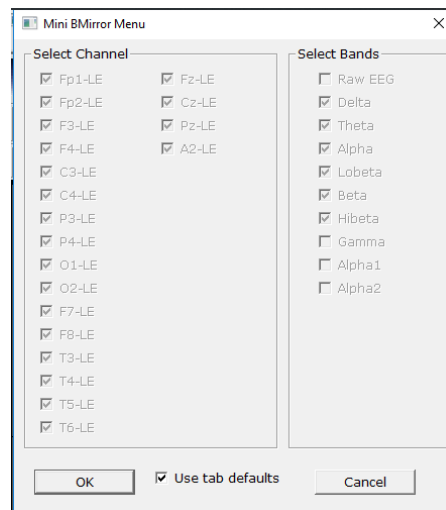 Mini BMirror Menu
Select Channel
Fp1-LE
Fp2-LE
F3-LE
F4-LE
C3-LE
C4-LE
P3-LE
P4-LE
O1-LE
O2-LE
F7-LE
F8-LE
T3-LE
T4-LE
T5-LE
T6-LE
Fz-LE
Cz-LE
Pz-LE
A2-LE
Select Bands
Raw EEG
Delta
Theta
Alpha
Lobeta
Beta
Hibeta
Gamma
Alpha1
Alpha2
OK
Use tab defaults
Cancel